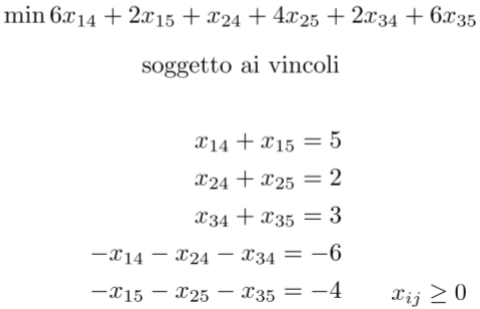 min 6x₁₄ + 2x₁₅ + x₂₄ + 4x₂₅ + 2x₃₄ + 6x₃₅
soggetto ai vincoli
x₁₄ + x₁₅ = 5
x₂₄ + x₂₅ = 2
x₃₄ + x₃₅ = 3
−x₁₄ − x₂₄ − x₃₄ = −6
−x₁₅ − x₂₅ − x₃₅ = −4 xᵢⱼ ≥ 0